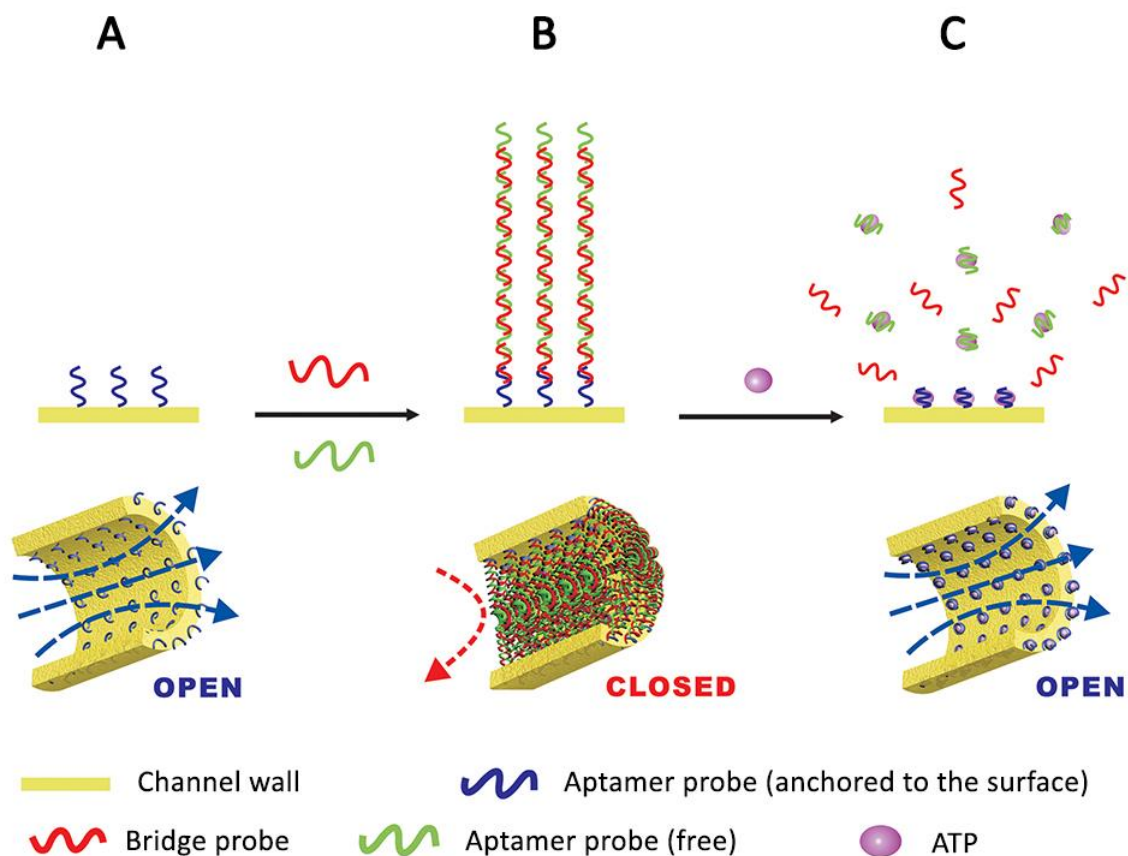 A
B
C
OPEN
CLOSED
OPEN
Channel wall
Aptamer probe (anchored to the surface)
Bridge probe
Aptamer probe (free)
ATP